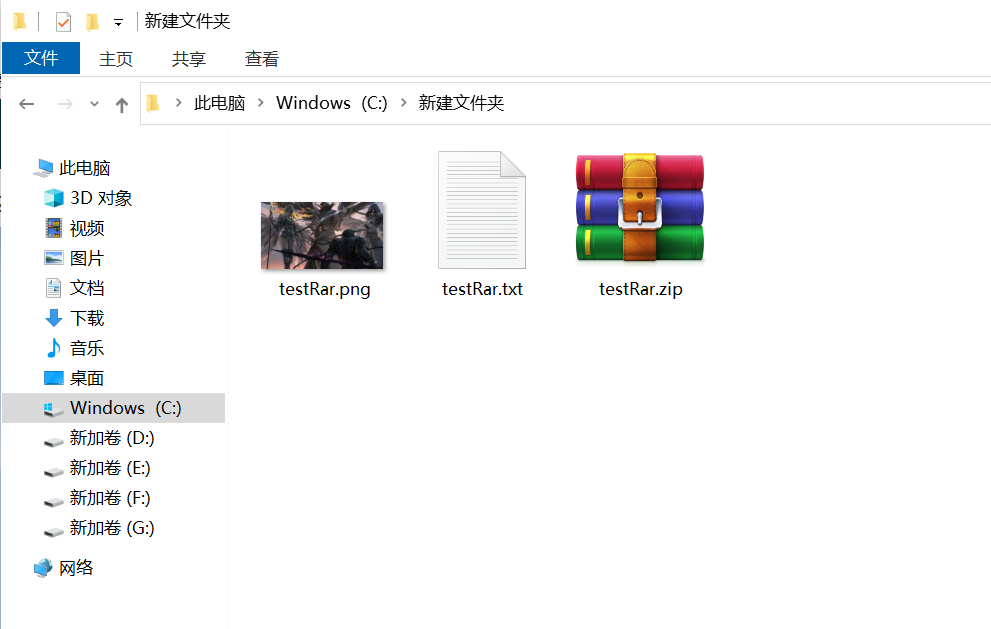 新建文件夹
文件 主页 共享 查看
此电脑 Windows (C:) 新建文件夹
此电脑
3D 对象
视频
图片
文档
下载
音乐
桌面
Windows (C:)
新加卷 (D:)
新加卷 (E:)
新加卷 (F:)
新加卷 (G:)
网络
testRar.png testRar.txt testRar.zip